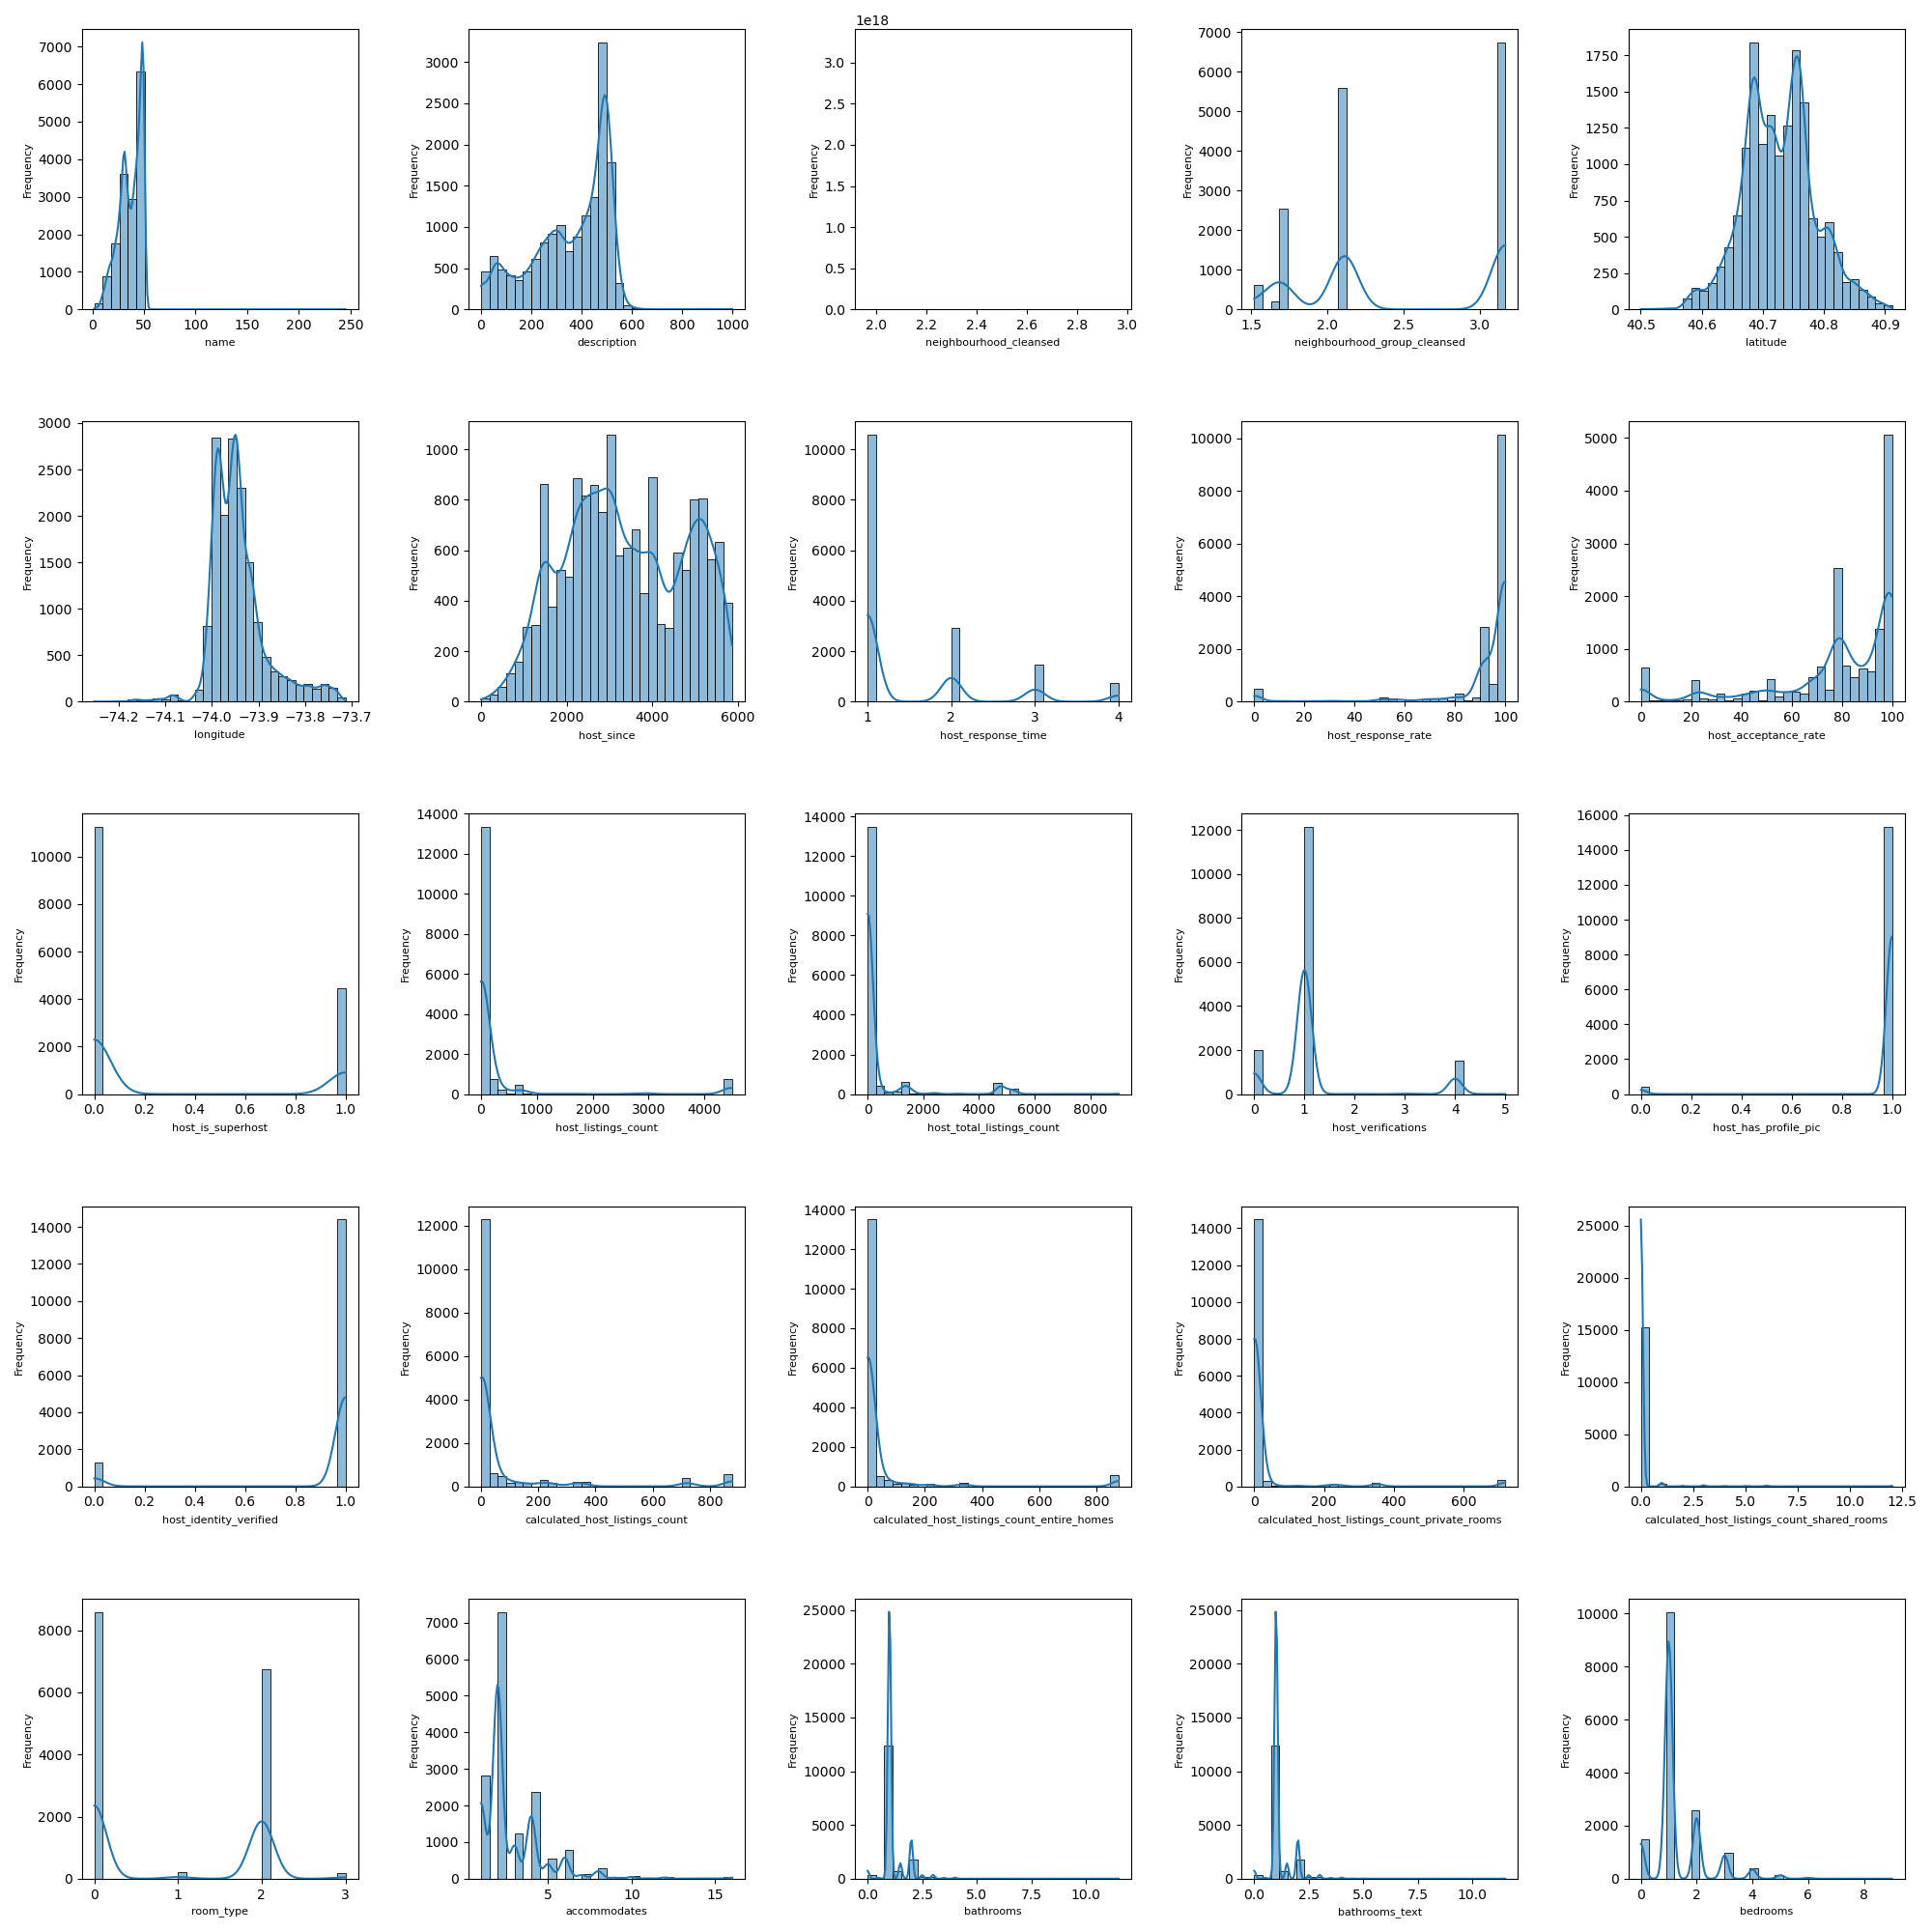 1e18
7000
6000
5000
4000
3000
2000
1000
0
Frequency
0 50 100 150 200 250
name
3000
2500
2000
1500
1000
500
0
Frequency
0 200 400 600 800 1000
description
3.0
2.5
2.0
1.5
1.0
0.5
0.0
Frequency
2.0 2.2 2.4 2.6 2.8 3.0
neighbourhood_cleansed
7000
6000
5000
4000
3000
2000
1000
0
Frequency
1.5 2.0 2.5 3.0
neighbourhood_group_cleansed
1750
1500
1250
1000
750
500
250
0
Frequency
40.5 40.6 40.7 40.8 40.9
latitude
3000
2500
2000
1500
1000
500
0
Frequency
−74.2 −74.1 −74.0 −73.9 −73.8 −73.7
longitude
1000
800
600
400
200
0
Frequency
0 2000 4000 6000
host_since
10000
8000
6000
4000
2000
0
Frequency
1 2 3 4
host_response_time
10000
8000
6000
4000
2000
0
Frequency
0 20 40 60 80 100
host_response_rate
5000
4000
3000
2000
1000
0
Frequency
0 20 40 60 80 100
host_acceptance_rate
10000
8000
6000
4000
2000
0
Frequency
0.0 0.2 0.4 0.6 0.8 1.0
host_is_superhost
14000
12000
10000
8000
6000
4000
2000
0
Frequency
0 1000 2000 3000 4000
host_listings_count
14000
12000
10000
8000
6000
4000
2000
0
Frequency
0 2000 4000 6000 8000
host_total_listings_count
12000
10000
8000
6000
4000
2000
0
Frequency
0 1 2 3 4 5
host_verifications
16000
14000
12000
10000
8000
6000
4000
2000
0
Frequency
0.0 0.2 0.4 0.6 0.8 1.0
host_has_profile_pic
14000
12000
10000
8000
6000
4000
2000
0
Frequency
0.0 0.2 0.4 0.6 0.8 1.0
host_identity_verified
12000
10000
8000
6000
4000
2000
0
Frequency
0 200 400 600 800
calculated_host_listings_count
14000
12000
10000
8000
6000
4000
2000
0
Frequency
0 200 400 600 800
calculated_host_listings_count_entire_homes
14000
12000
10000
8000
6000
4000
2000
0
Frequency
0 200 400 600
calculated_host_listings_count_private_rooms
25000
20000
15000
10000
5000
0
Frequency
0.0 2.5 5.0 7.5 10.0 12.5
calculated_host_listings_count_shared_rooms
8000
6000
4000
2000
0
Frequency
0 1 2 3
room_type
7000
6000
5000
4000
3000
2000
1000
0
Frequency
5 10 15
accommodates
25000
20000
15000
10000
5000
0
Frequency
0.0 2.5 5.0 7.5 10.0
bathrooms
25000
20000
15000
10000
5000
0
Frequency
0.0 2.5 5.0 7.5 10.0
bathrooms_text
10000
8000
6000
4000
2000
0
Frequency
0 2 4 6 8
bedrooms